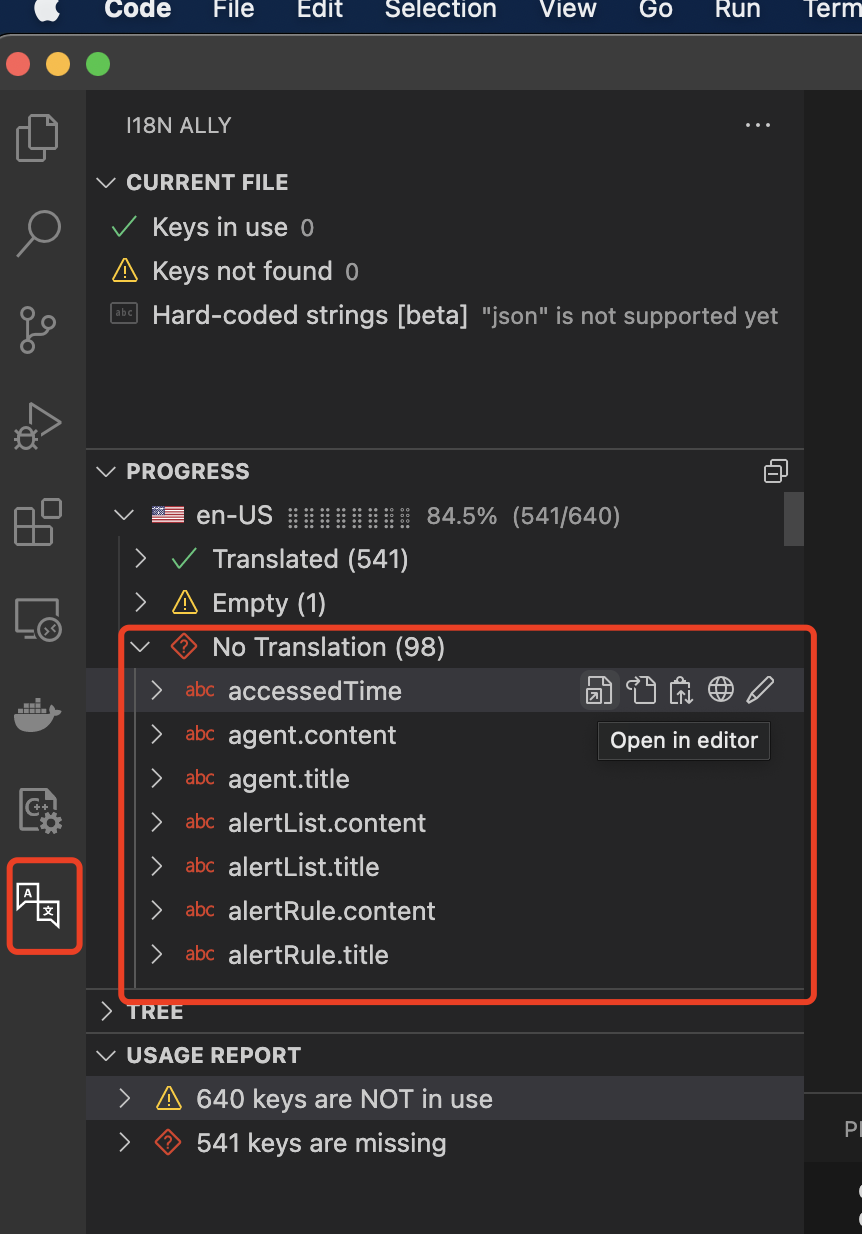 Code File Edit Selection View Go Run Term
I18N ALLY
CURRENT FILE
Keys in use 0
Keys not found 0
abc Hard-coded strings [beta] "json" is not supported yet
PROGRESS
en-US 84.5% (541/640)
Translated (541)
Empty (1)
No Translation (98)
abc accessedTime
Open in editor
abc agent.content
abc agent.title
abc alertList.content
abc alertList.title
abc alertRule.content
abc alertRule.title
C++
A 文
TREE
USAGE REPORT
640 keys are NOT in use
541 keys are missing